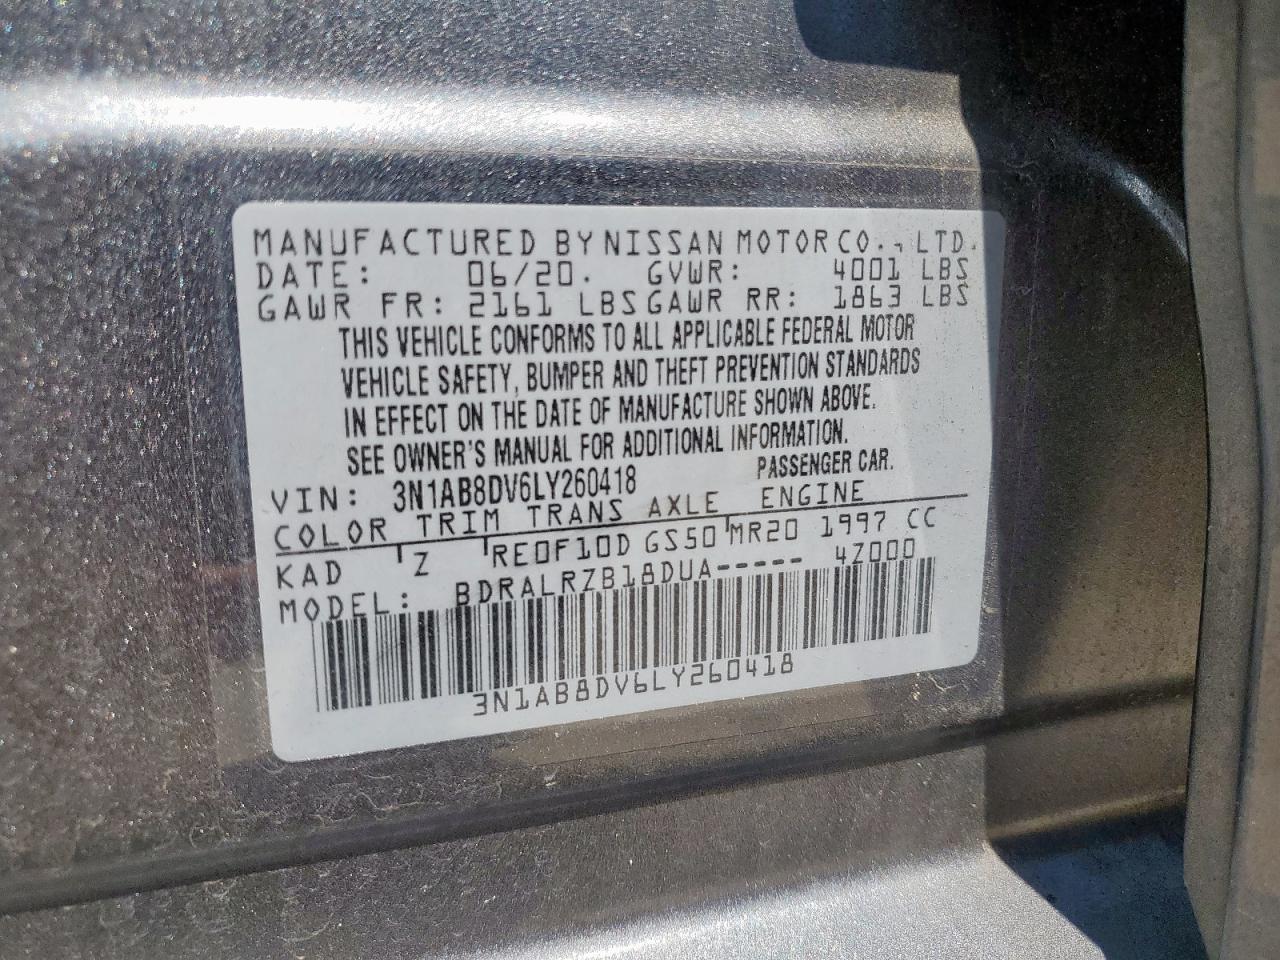 MANUFACTURED BY NISSAN MOTOR CO., LTD.
DATE: 06/20. GVWR: 4001 LBS
GAWR FR: 2161 LBS GAWR RR: 1863 LBS
THIS VEHICLE CONFORMS TO ALL APPLICABLE FEDERAL MOTOR
VEHICLE SAFETY, BUMPER AND THEFT PREVENTION STANDARDS
IN EFFECT ON THE DATE OF MANUFACTURE SHOWN ABOVE.
SEE OWNER'S MANUAL FOR ADDITIONAL INFORMATION.
VIN: 3N1AB8DV6LY260418 PASSENGER CAR.
COLOR TRIM TRANS AXLE ENGINE
KAD Z RE0F10D GS50 MR20 1997 CC
MODEL: BDRALRZB18DUA----- 4Z000
3N1AB8DV6LY260418